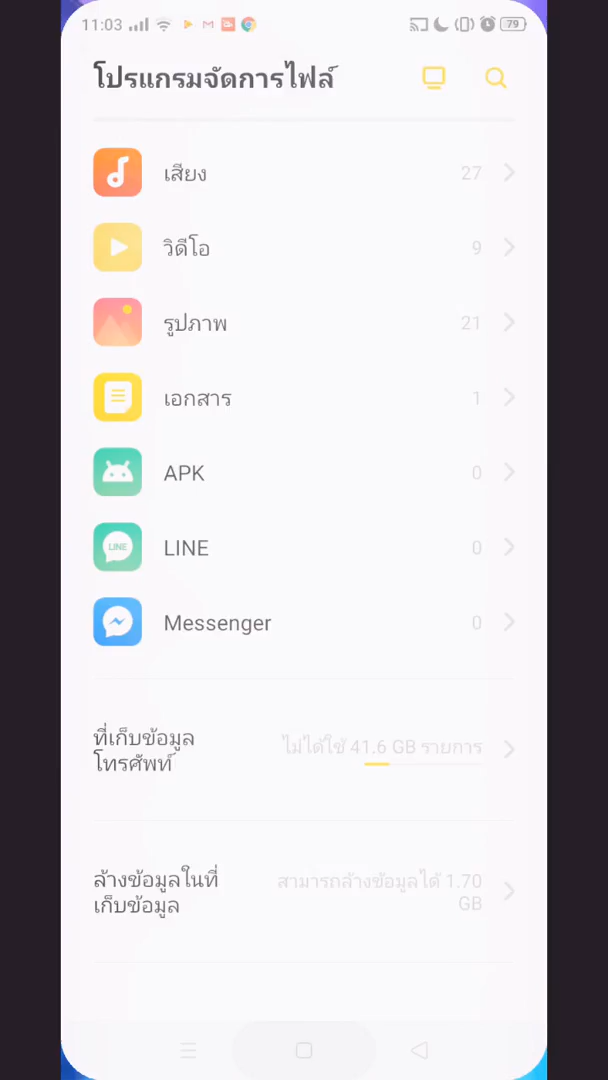 11:03 79
โปรแกรมจัดการไฟล์
เสียง 27
วิดีโอ 9
รูปภาพ 21
เอกสาร 1
APK 0
LINE LINE 0
Messenger 0
ที่เก็บข้อมูล
โทรศัพท์
ไม่ได้ใช้ 41.6 GB รายการ
ล้างข้อมูลในที่
เก็บข้อมูล
สามารถล้างข้อมูลได้ 1.70
GB